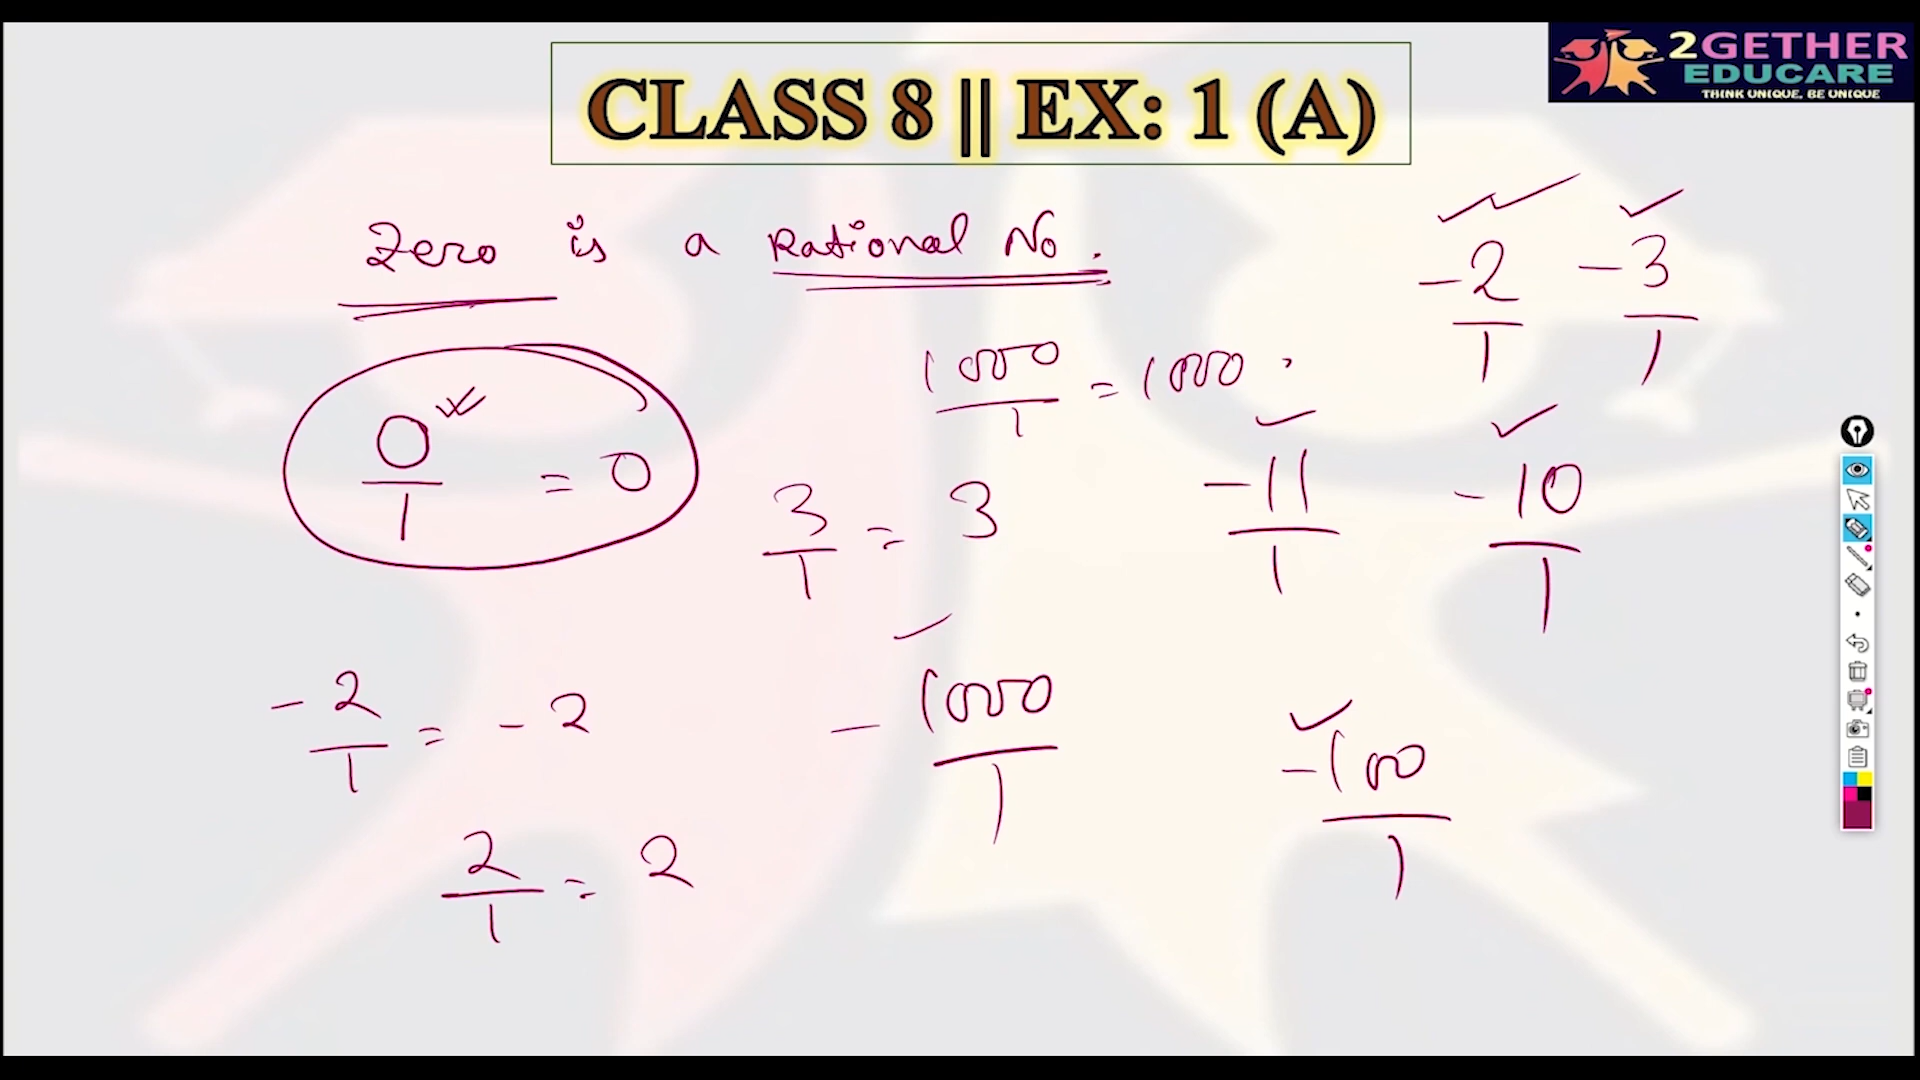 2GETHER
EDUCARE
THINK UNIQUE, BE UNIQUE
CLASS 8 || EX: 1 (A)
Zero is a Rational No.
-2/1 -3/1
1000/1 = 1000
0/1 = 0
3/1 = 3
-11/1 -10/1
-2/1 = -2
-1000/1
-100/1
2/1 = 2